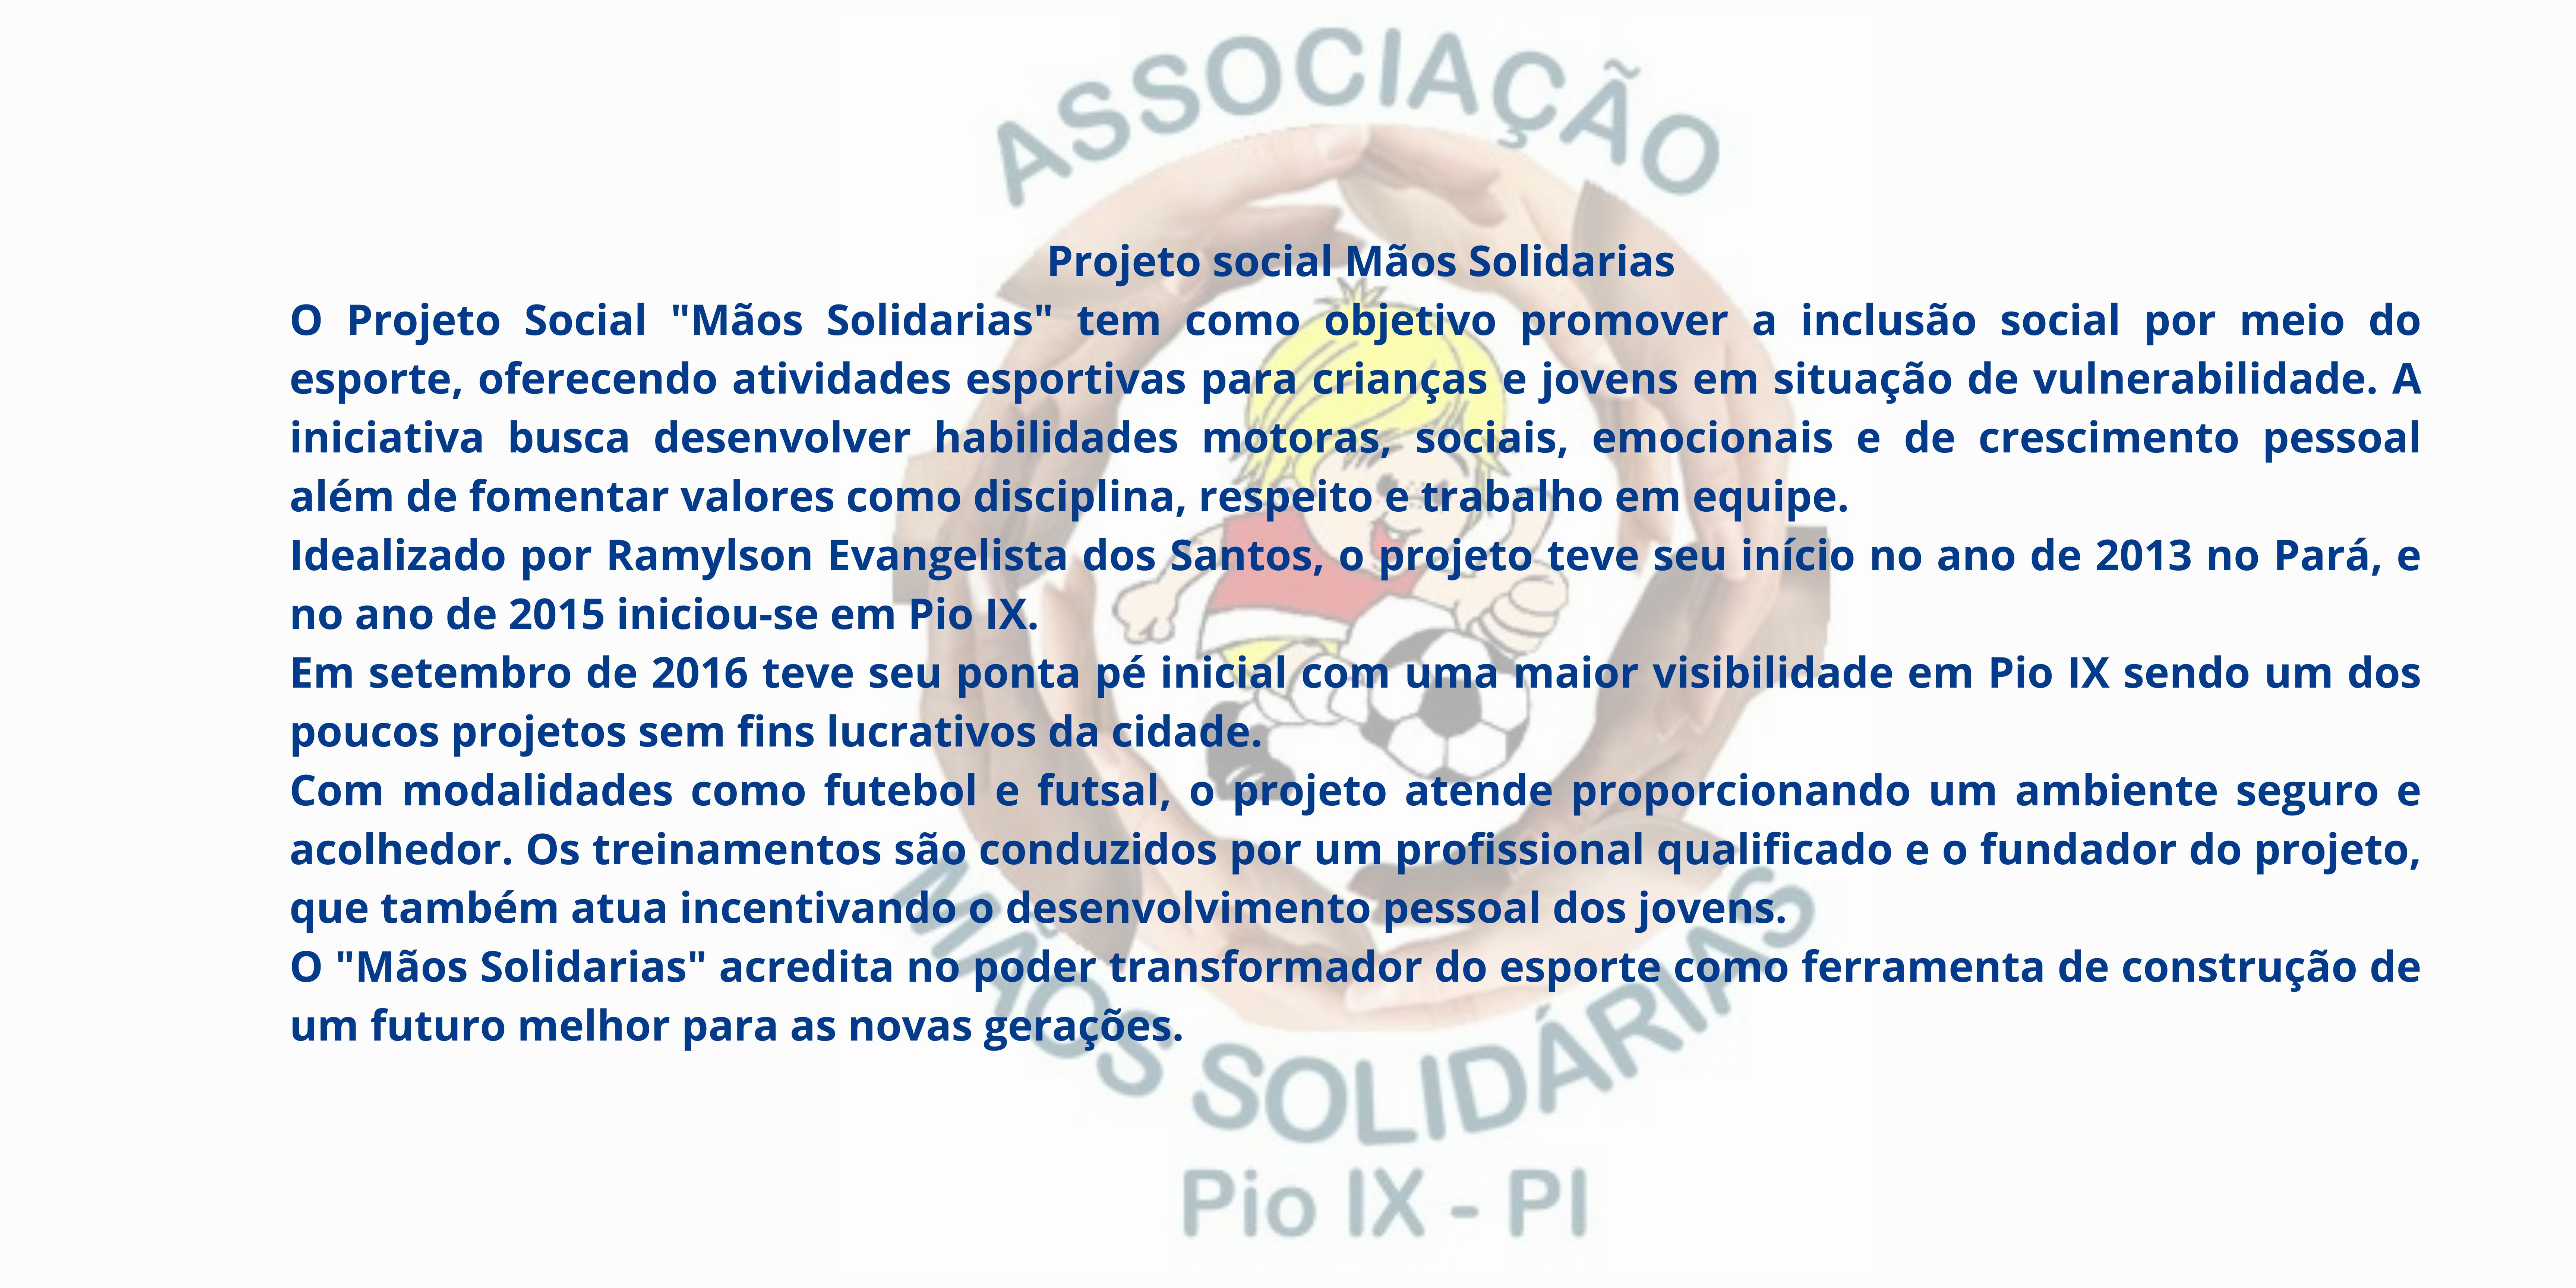 ASSOCIAÇÃO
Projeto social Mãos Solidarias
O Projeto Social "Mãos Solidarias" tem como objetivo promover a inclusão social por meio do
esporte, oferecendo atividades esportivas para crianças e jovens em situação de vulnerabilidade. A
iniciativa busca desenvolver habilidades motoras, sociais, emocionais e de crescimento pessoal
além de fomentar valores como disciplina, respeito e trabalho em equipe.
Idealizado por Ramylson Evangelista dos Santos, o projeto teve seu início no ano de 2013 no Pará, e
no ano de 2015 iniciou-se em Pio IX.
Em setembro de 2016 teve seu ponta pé inicial com uma maior visibilidade em Pio IX sendo um dos
poucos projetos sem fins lucrativos da cidade.
Com modalidades como futebol e futsal, o projeto atende proporcionando um ambiente seguro e
acolhedor. Os treinamentos são conduzidos por um profissional qualificado e o fundador do projeto,
que também atua incentivando o desenvolvimento pessoal dos jovens.
O "Mãos Solidarias" acredita no poder transformador do esporte como ferramenta de construção de
um futuro melhor para as novas gerações.
MÃOS SOLIDÁRIAS
Pio IX - PI